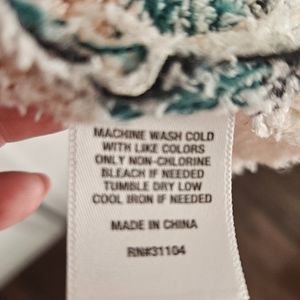 MACHINE WASH COLD
WITH LIKE COLORS
ONLY NON-CHLORINE
BLEACH IF NEEDED
TUMBLE DRY LOW
COOL IRON IF NEEDED
MADE IN CHINA
RN#31104